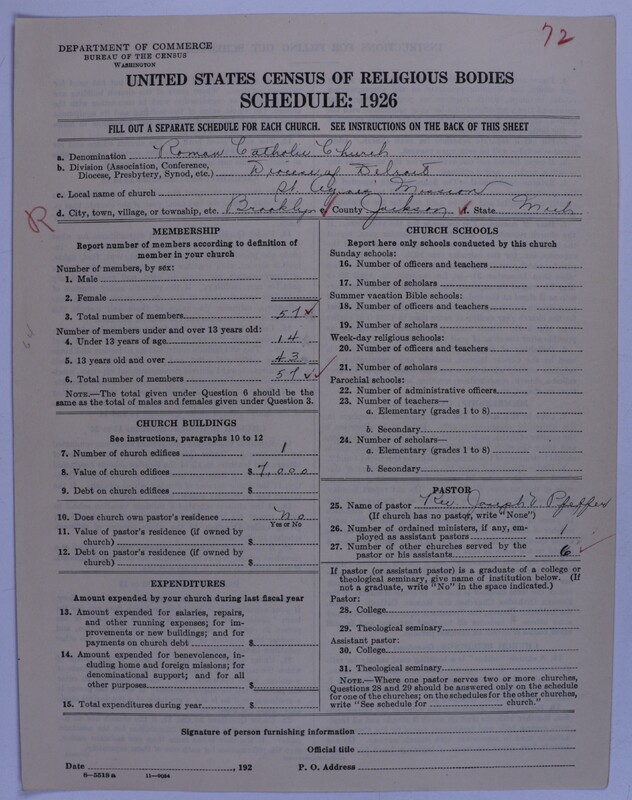 72
DEPARTMENT OF COMMERCE
BUREAU OF THE CENSUS
WASHINGTON
UNITED STATES CENSUS OF RELIGIOUS BODIES
SCHEDULE: 1926
FILL OUT A SEPARATE SCHEDULE FOR EACH CHURCH. SEE INSTRUCTIONS ON THE BACK OF THIS SHEET
a. Denomination Roman Catholic Church
b. Division (Association, Conference,
Diocese, Presbytery, Synod, etc.) Diocese of Detroit
c. Local name of church St Mission
R d. City, town, village, or township, etc. Brooklyn e. County Jackson f. State Mich
MEMBERSHIP
Report number of members according to definition of
member in your church
Number of members, by sex:
1. Male
2. Female
3. Total number of members 57
Number of members under and over 13 years old:
4. Under 13 years of age 14
5. 13 years old and over 43
6. Total number of members 57
NOTE.—The total given under Question 6 should be
same as the total of males and females given under Question 3.
CHURCH BUILDINGS
See instructions, paragraphs 10 to 12
7. Number of church edifices 1
8. Value of church edifices $ 7,000
9. Debt on church edifices $
10. Does church own pastor's residence No
Yes or No
11. Value of pastor's residence (if owned by
church) $
12. Debt on pastor's residence (if owned by
church) $
EXPENDITURES
Amount expended by your church during last fiscal year
13. Amount expended for salaries, repairs,
and other running expenses; for im-
provements or new buildings; and for
payments on church debt $
14. Amount expended for benevolences, in-
cluding home and foreign missions; for
denominational support; and for all
other purposes $
15. Total expenditures during year $
CHURCH SCHOOLS
Report here only schools conducted by this church
Sunday schools:
16. Number of officers and teachers
17. Number of scholars
Summer vacation Bible schools:
18. Number of officers and teachers
19. Number of scholars
Week-day religious schools:
20. Number of officers and teachers
21. Number of scholars
Parochial schools:
22. Number of administrative officers
23. Number of teachers—
a. Elementary (grades 1 to 8)
b. Secondary
24. Number of scholars—
a. Elementary (grades 1 to 8)
b. Secondary
PASTOR
25. Name of pastor Rev Joseph V Pfeffer
(If church has no pastor, write "None")
26. Number of ordained ministers, if any, em-
ployed as assistant pastors 1
27. Number of other churches served by the
pastor or his assistants 6
If pastor (or assistant pastor) is a graduate of a college or
theological seminary, give name of institution below. (If
not a graduate, write "No" in the space indicated.)
Pastor:
28. College
29. Theological seminary
Assistant pastor:
30. College
31. Theological seminary
NOTE.—Where one pastor serves two or more churches,
Questions 28 and 29 should be answered only on the schedule
for one of the churches; on the schedules for the other churches,
write "See schedule for church."
Signature of person furnishing information
Official title
Date , 192 P. O. Address
8—5518a 11—9084